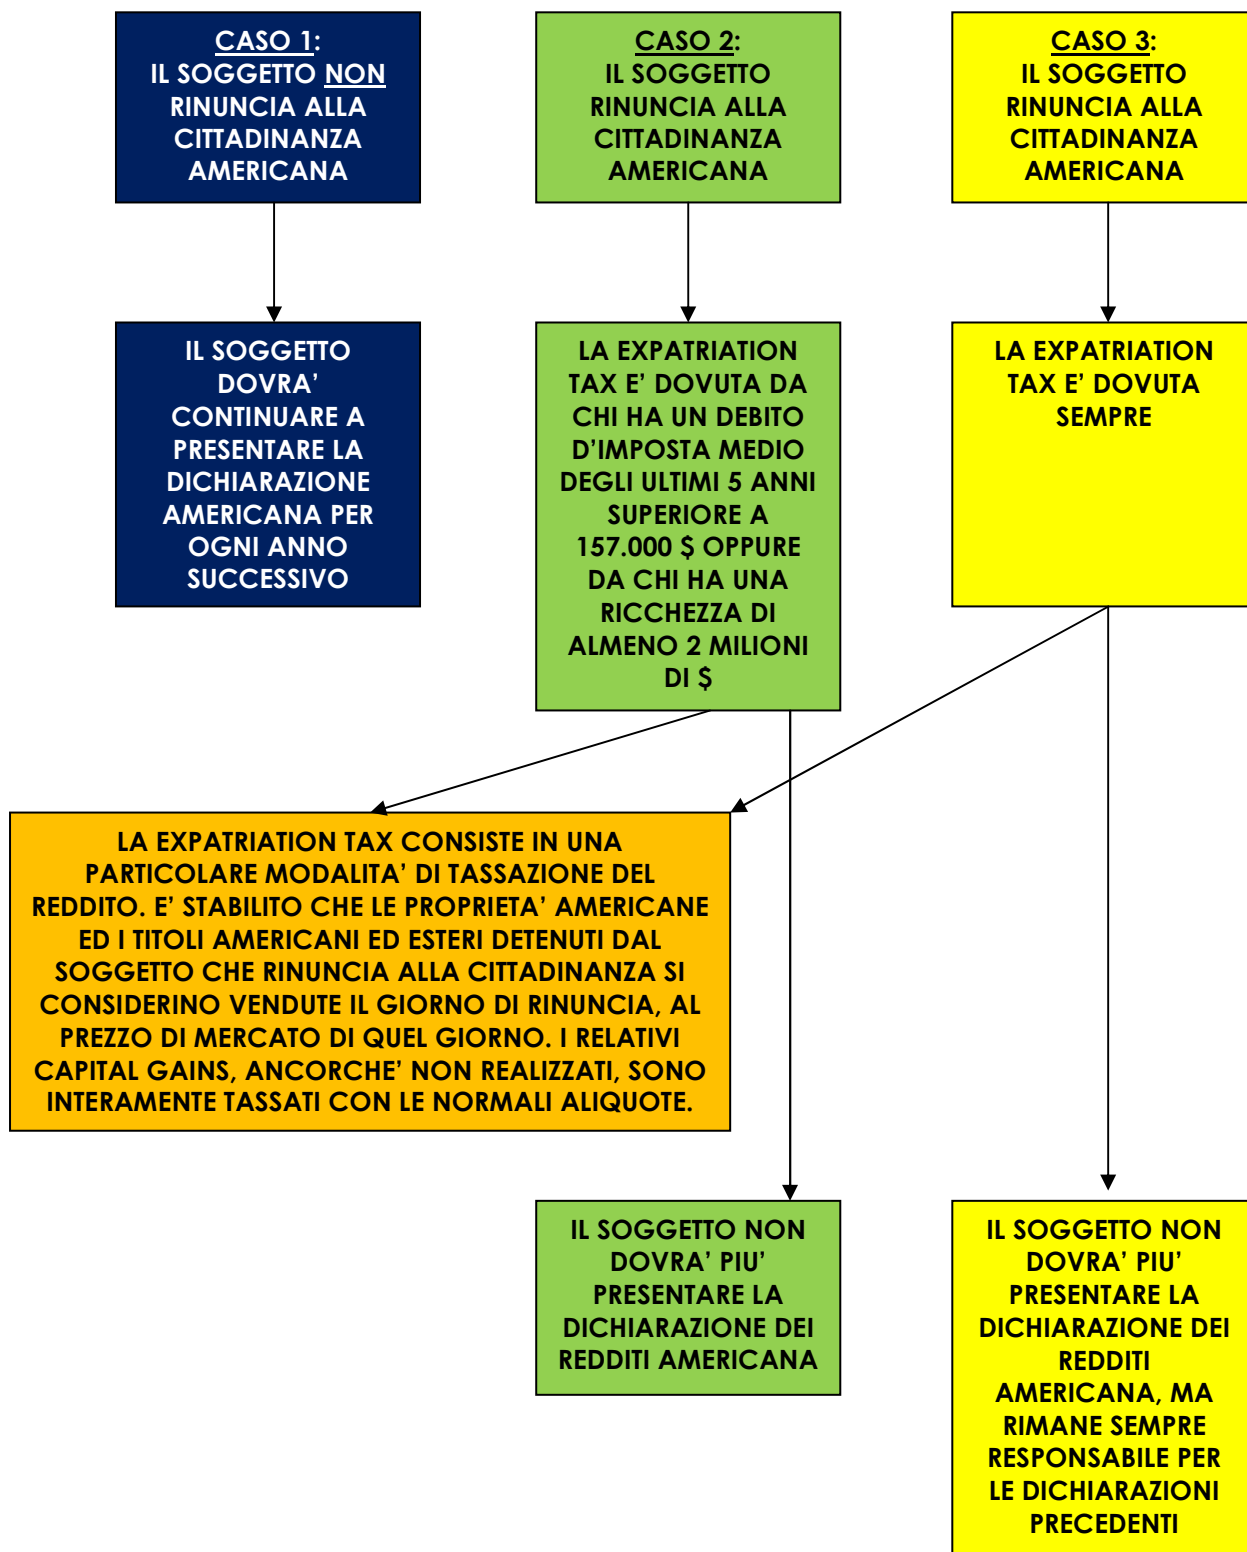 CASO 1:
IL SOGGETTO NON
RINUNCIA ALLA
CITTADINANZA
AMERICANA
CASO 2:
IL SOGGETTO
RINUNCIA ALLA
CITTADINANZA
AMERICANA
CASO 3:
IL SOGGETTO
RINUNCIA ALLA
CITTADINANZA
AMERICANA
IL SOGGETTO
DOVRA’
CONTINUARE A
PRESENTARE LA
DICHIARAZIONE
AMERICANA PER
OGNI ANNO
SUCCESSIVO
LA EXPATRIATION
TAX E’ DOVUTA DA
CHI HA UN DEBITO
D’IMPOSTA MEDIO
DEGLI ULTIMI 5 ANNI
SUPERIORE A
157.000 $ OPPURE
DA CHI HA UNA
RICCHEZZA DI
ALMENO 2 MILIONI
DI $
LA EXPATRIATION
TAX E’ DOVUTA
SEMPRE
LA EXPATRIATION TAX CONSISTE IN UNA
PARTICOLARE MODALITA’ DI TASSAZIONE DEL
REDDITO. E’ STABILITO CHE LE PROPRIETA’ AMERICANE
ED I TITOLI AMERICANI ED ESTERI DETENUTI DAL
SOGGETTO CHE RINUNCIA ALLA CITTADINANZA SI
CONSIDERINO VENDUTE IL GIORNO DI RINUNCIA, AL
PREZZO DI MERCATO DI QUEL GIORNO. I RELATIVI
CAPITAL GAINS, ANCORCHE’ NON REALIZZATI, SONO
INTERAMENTE TASSATI CON LE NORMALI ALIQUOTE.
IL SOGGETTO NON
DOVRA’ PIU’
PRESENTARE LA
DICHIARAZIONE DEI
REDDITI AMERICANA
IL SOGGETTO NON
DOVRA’ PIU’
PRESENTARE LA
DICHIARAZIONE DEI
REDDITI
AMERICANA, MA
RIMANE SEMPRE
RESPONSABILE PER
LE DICHIARAZIONI
PRECEDENTI